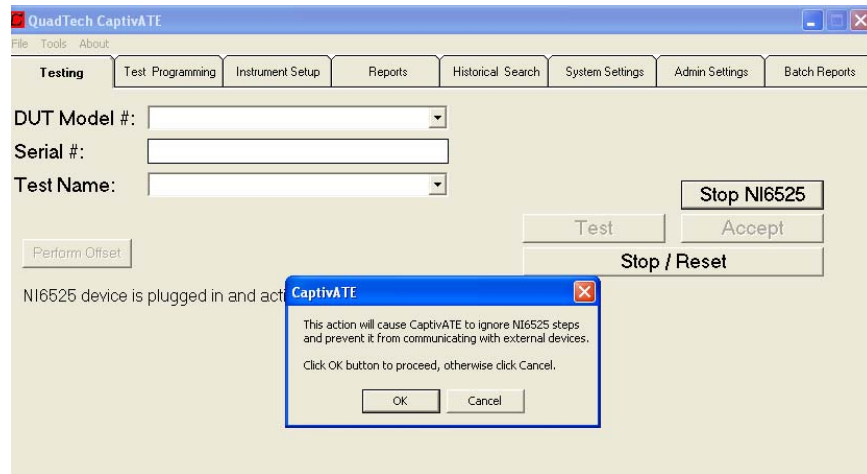 QuadTech CaptivATE
File Tools About
Testing Test Programming Instrument Setup Reports Historical Search System Settings Admin Settings Batch Reports
DUT Model #:
Serial #:
Test Name:
Stop NI6525
Test Accept
Perform Offset
Stop / Reset
NI6525 device is plugged in and acti
CaptivATE
This action will cause CaptivATE to ignore NI6525 steps
and prevent it from communicating with external devices.
Click OK button to proceed, otherwise click Cancel.
OK Cancel